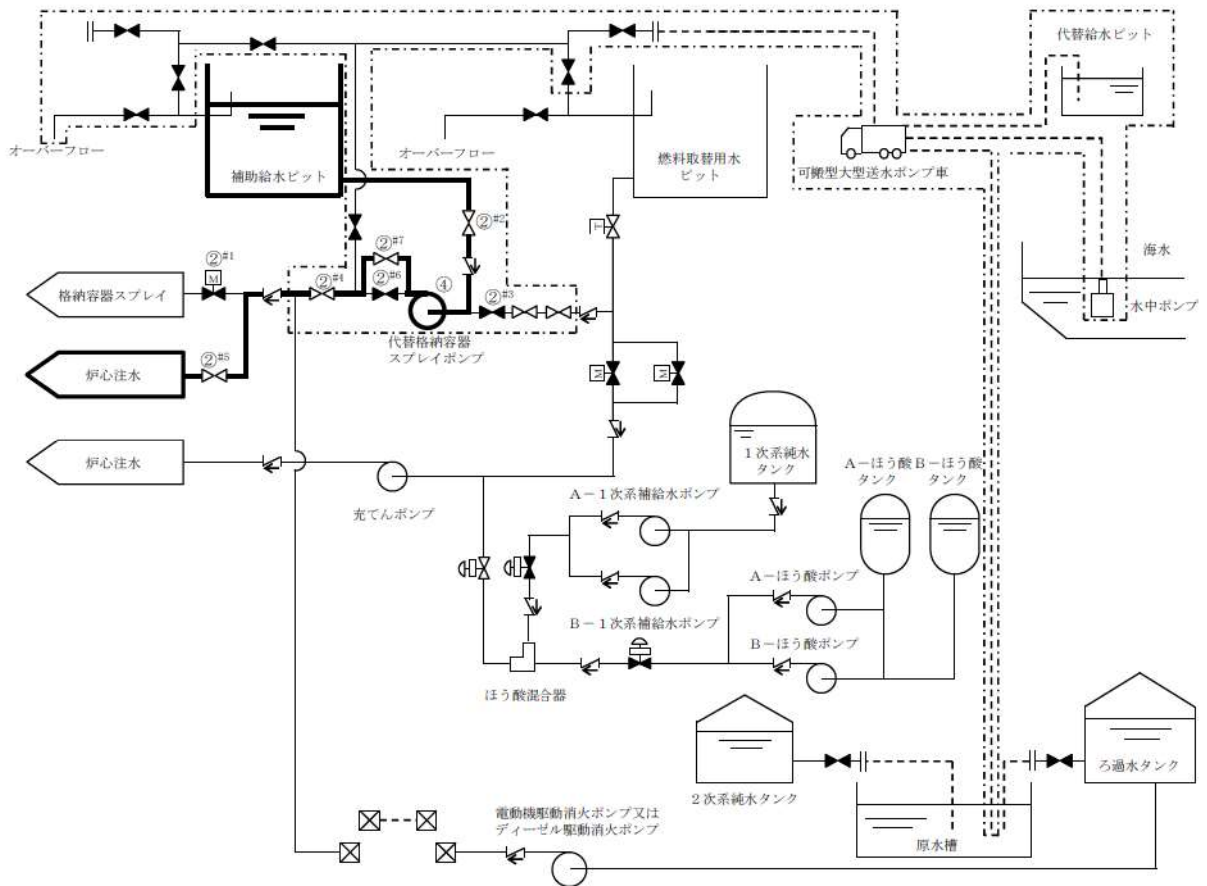 代替給水ピット
オーバーフロー
補助給水ピット
オーバーフロー
燃料取替用水
ピット
可搬型大型送水ポンプ車
海水
水中ポンプ
②#1
M
②#2
T
②#7
②#4
②#6
④
②#3
格納容器スプレイ
代替格納容器
スプレイポンプ
②#5
炉心注水
M
M
炉心注水
充てんポンプ
1次系純水
タンク
A-ほう酸
タンク
B-ほう酸
タンク
A-1次系補給水ポンプ
B-1次系補給水ポンプ
A-ほう酸ポンプ
B-ほう酸ポンプ
ほう酸混合器
2次系純水タンク
ろ過水タンク
原水槽
電動機駆動消火ポンプ又は
ディーゼル駆動消火ポンプ